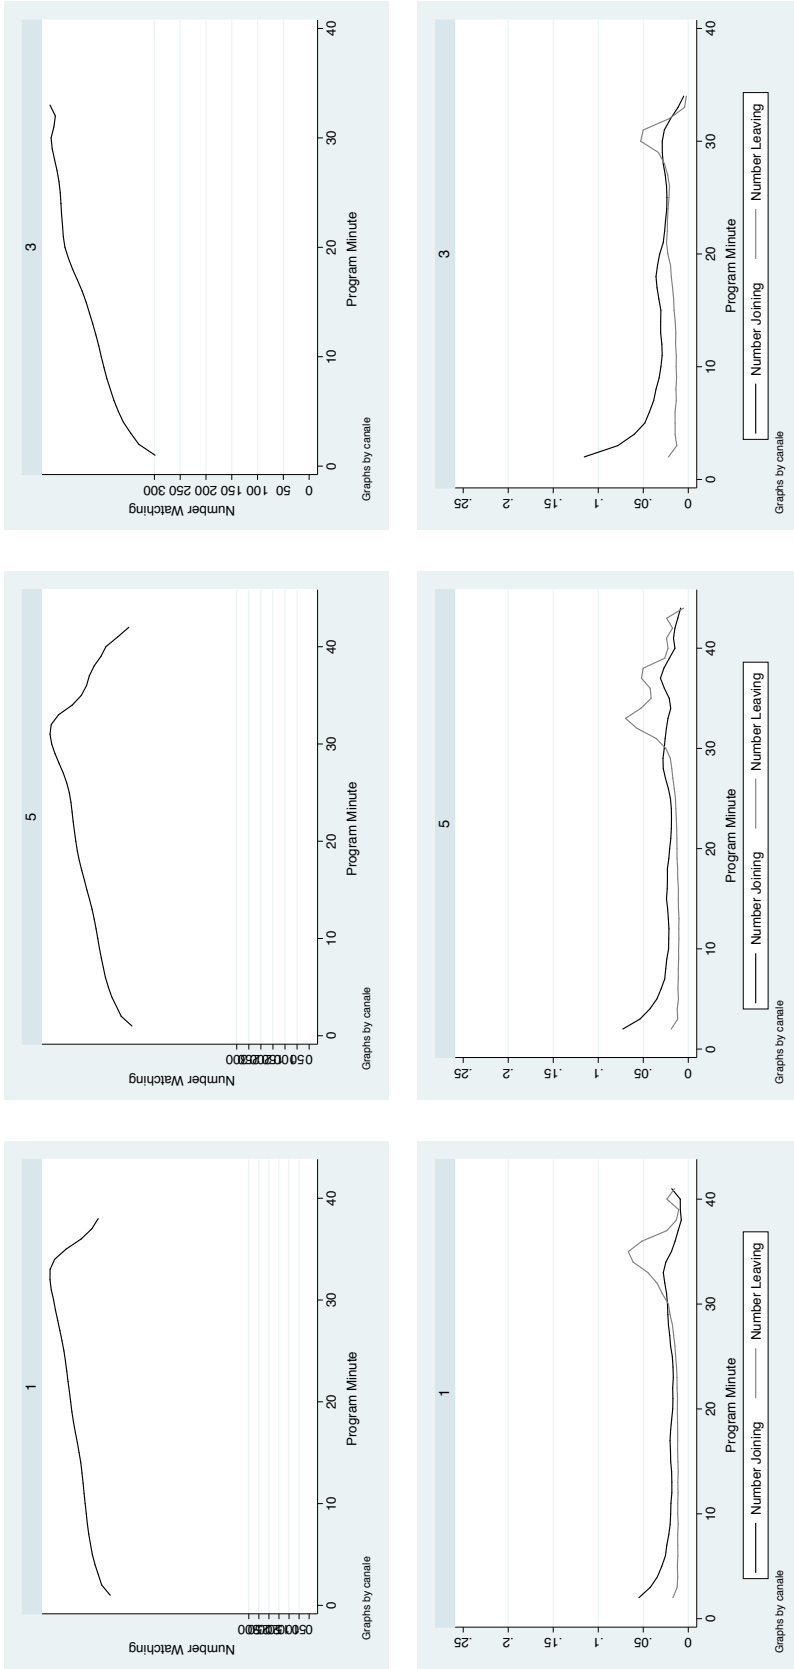 1
Number Watching
0 10 20 30 40
Program Minute
Graphs by canale
5
Number Watching
0 10 20 30 40
Program Minute
Graphs by canale
3
Number Watching
0 50 100 150 200 250 300
0 10 20 30 40
Program Minute
Graphs by canale
1
0 .05 .1 .15 .2 .25
0 10 20 30 40
Program Minute
Number Joining Number Leaving
Graphs by canale
5
0 .05 .1 .15 .2 .25
0 10 20 30 40
Program Minute
Number Joining Number Leaving
Graphs by canale
3
0 .05 .1 .15 .2 .25
0 10 20 30 40
Program Minute
Number Joining Number Leaving
Graphs by canale